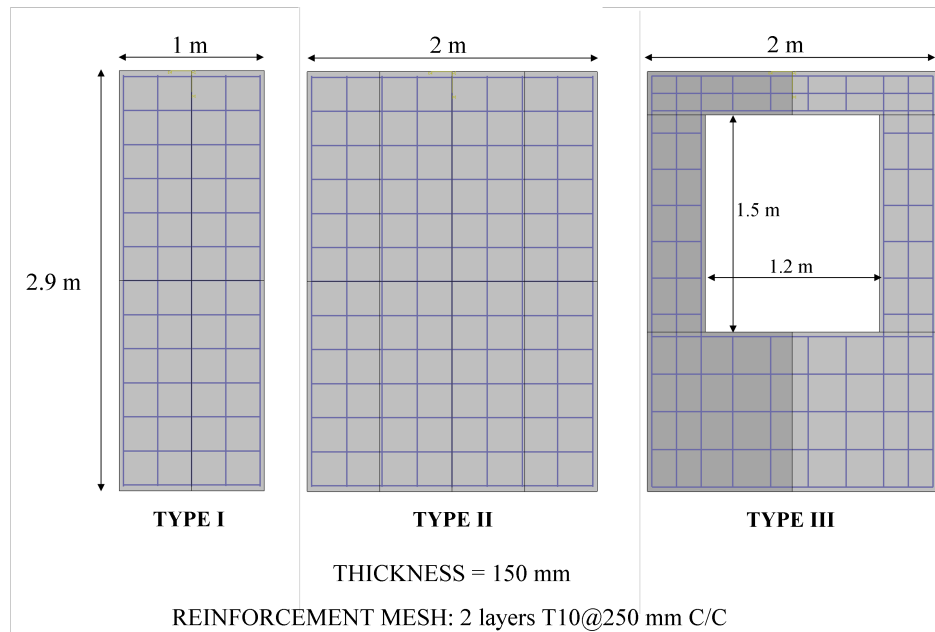 1 m
2 m
2 m
2.9 m
1.5 m
1.2 m
TYPE I
TYPE II
TYPE III
THICKNESS = 150 mm
REINFORCEMENT MESH: 2 layers T10@250 mm C/C